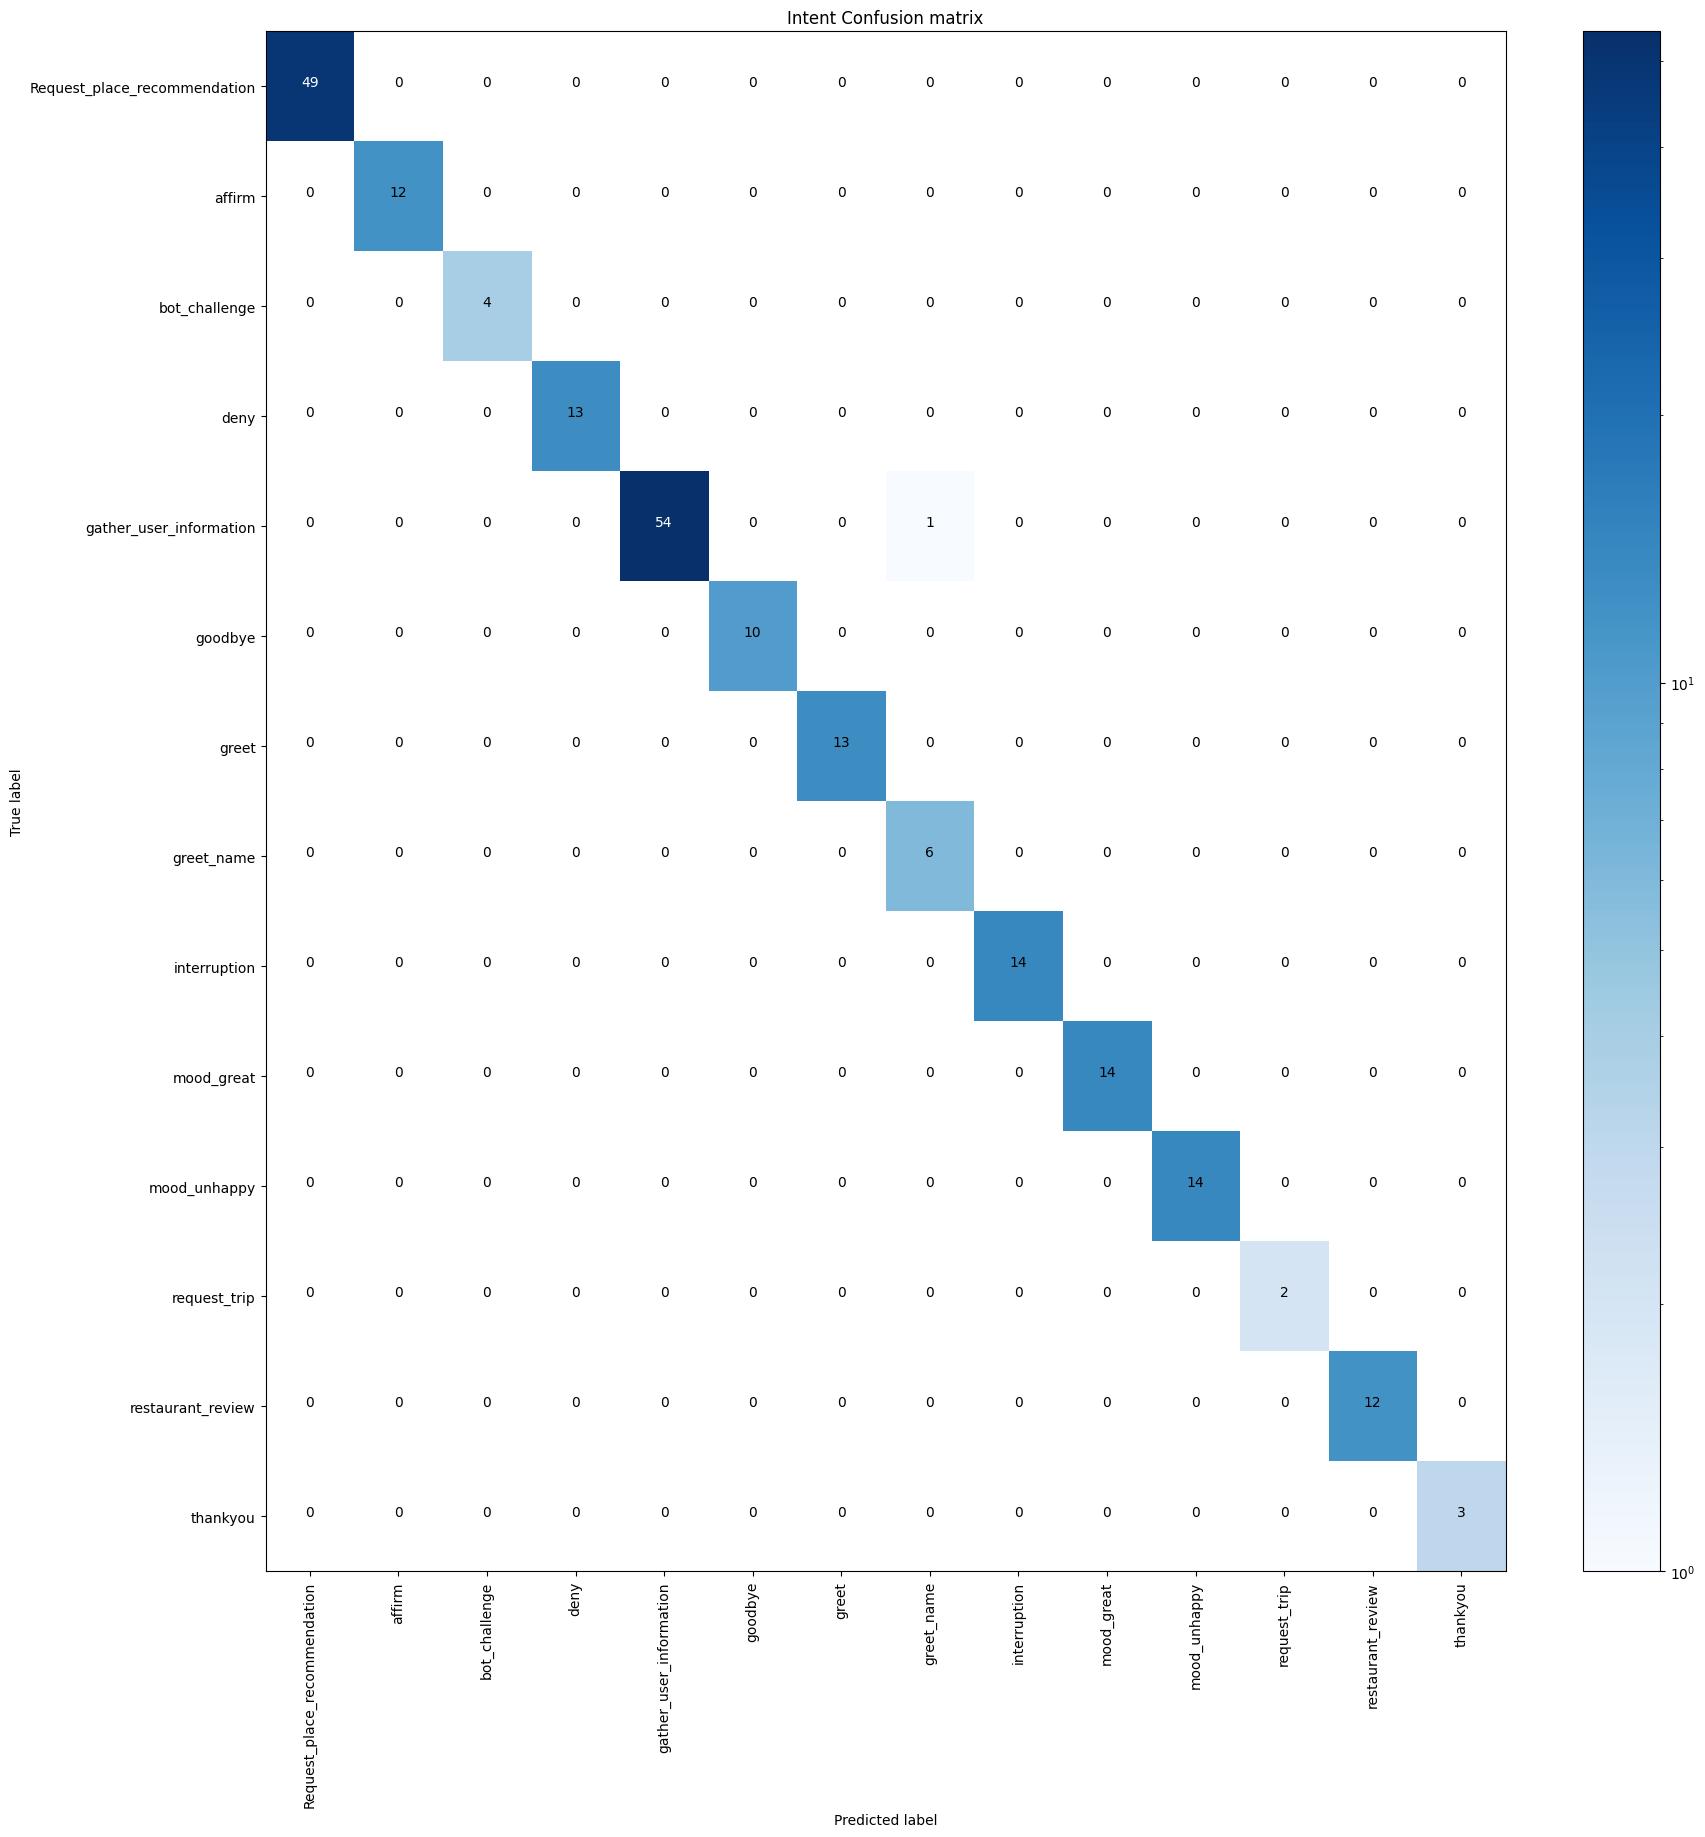 Intent Confusion matrix
Request_place_recommendation 49 0 0 0 0 0 0 0 0 0 0 0 0 0
affirm 0 12 0 0 0 0 0 0 0 0 0 0 0 0
bot_challenge 0 0 4 0 0 0 0 0 0 0 0 0 0 0
deny 0 0 0 13 0 0 0 0 0 0 0 0 0 0
gather_user_information 0 0 0 0 54 0 0 1 0 0 0 0 0 0
goodbye 0 0 0 0 0 10 0 0 0 0 0 0 0 0
10¹
greet 0 0 0 0 0 0 13 0 0 0 0 0 0 0
True label
greet_name 0 0 0 0 0 0 0 6 0 0 0 0 0 0
interruption 0 0 0 0 0 0 0 0 14 0 0 0 0 0
mood_great 0 0 0 0 0 0 0 0 0 14 0 0 0 0
mood_unhappy 0 0 0 0 0 0 0 0 0 0 14 0 0 0
request_trip 0 0 0 0 0 0 0 0 0 0 0 2 0 0
restaurant_review 0 0 0 0 0 0 0 0 0 0 0 0 12 0
thankyou 0 0 0 0 0 0 0 0 0 0 0 0 0 3
10⁰
Request_place_recommendation
affirm
bot_challenge
deny
gather_user_information
goodbye
greet
greet_name
interruption
mood_great
mood_unhappy
request_trip
restaurant_review
thankyou
Predicted label